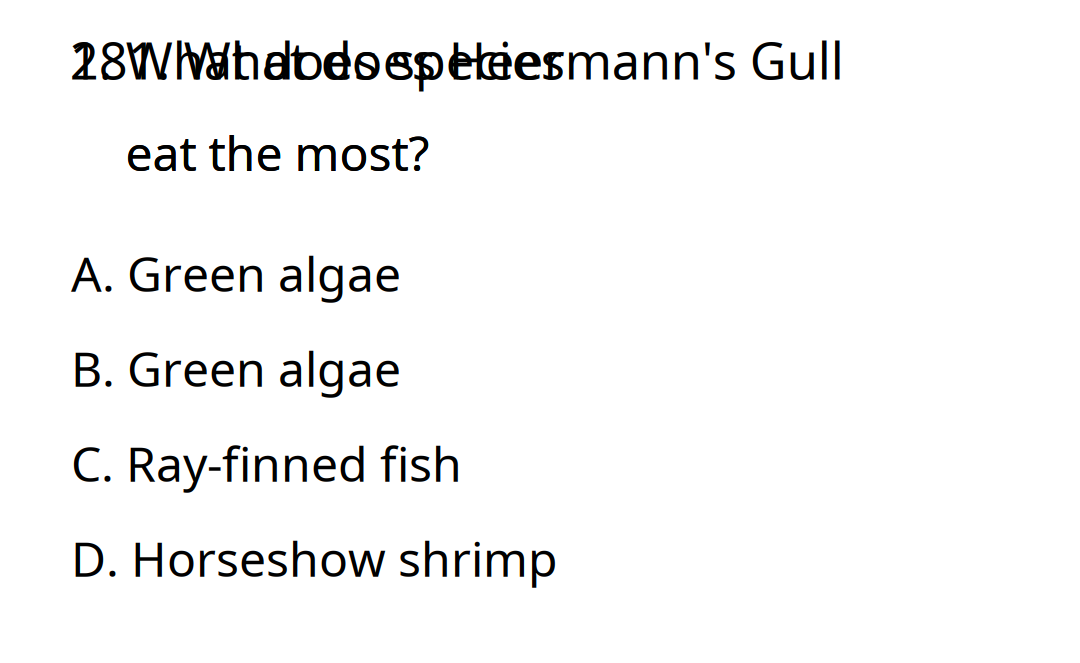 281. What does Heermann's Gull
eat the most?
A. Green algae
B. Green algae
C. Ray-finned fish
D. Horseshow shrimp